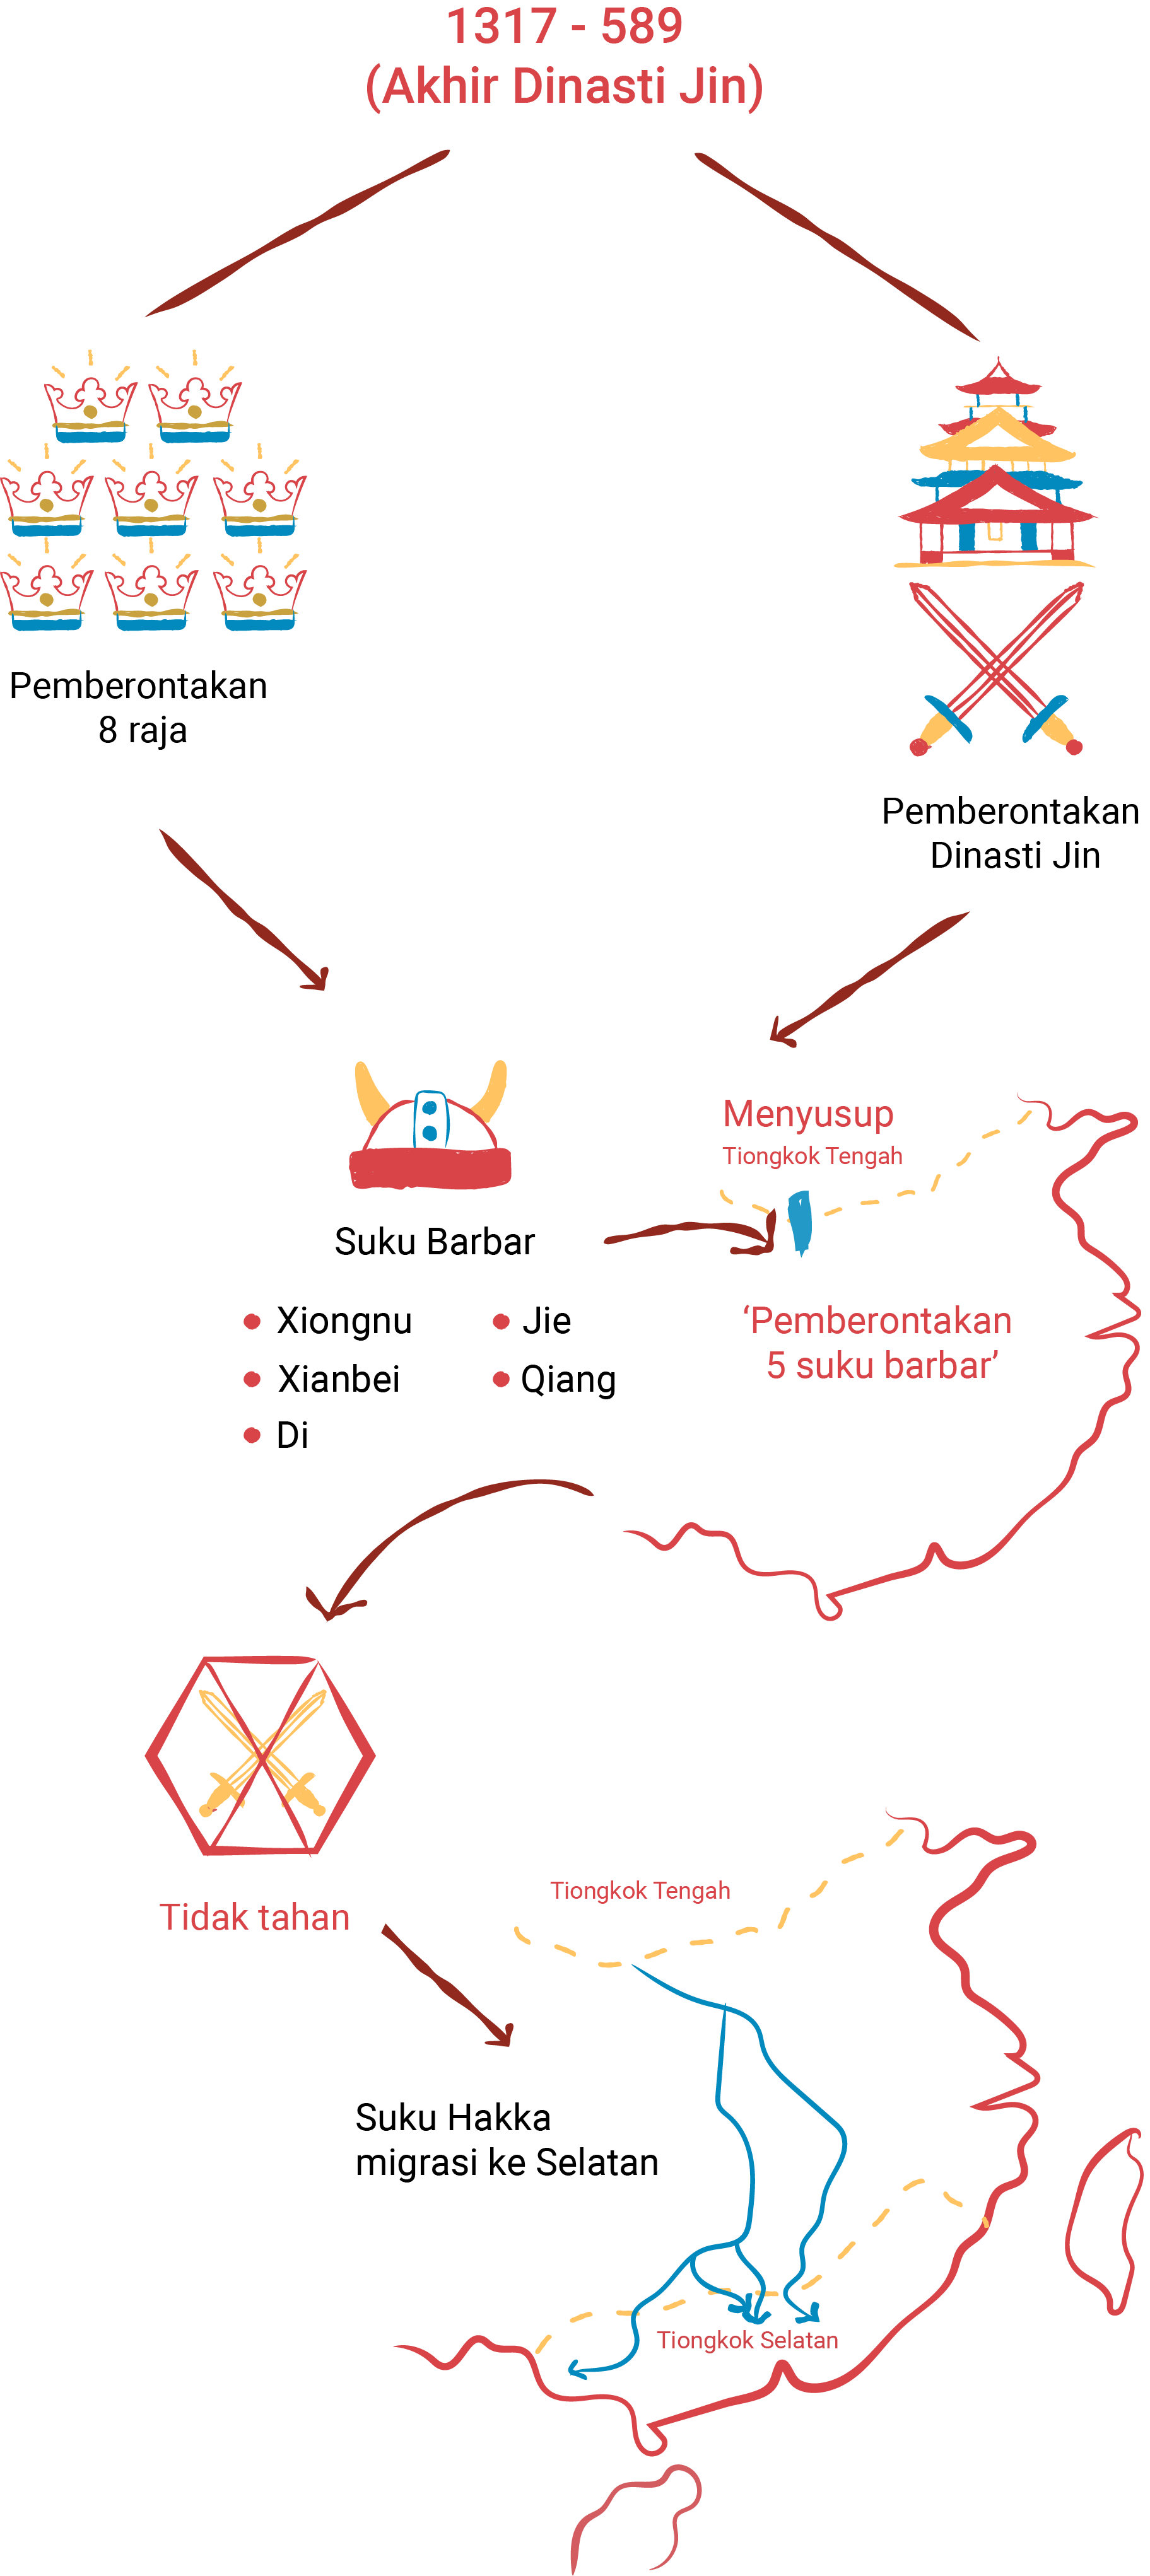 1317 - 589
(Akhir Dinasti Jin)
Pemberontakan
8 raja
Pemberontakan
Dinasti Jin
Menyusup
Tiongkok Tengah
Suku Barbar
• Xiongnu
• Jie
• Xianbei
• Qiang
• Di
‘Pemberontakan
5 suku barbar’
Tidak tahan
Tiongkok Tengah
Suku Hakka
migrasi ke Selatan
Tiongkok Selatan